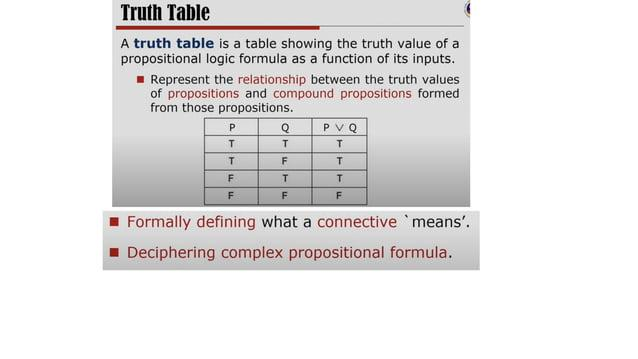 Truth Table
A truth table is a table showing the truth value of a
propositional logic formula as a function of its inputs.
■ Represent the relationship between the truth values
of propositions and compound propositions formed
from those propositions.
P Q P ∨ Q
T T T
T F T
F T T
F F F
■ Formally defining what a connective `means’.
■ Deciphering complex propositional formula.